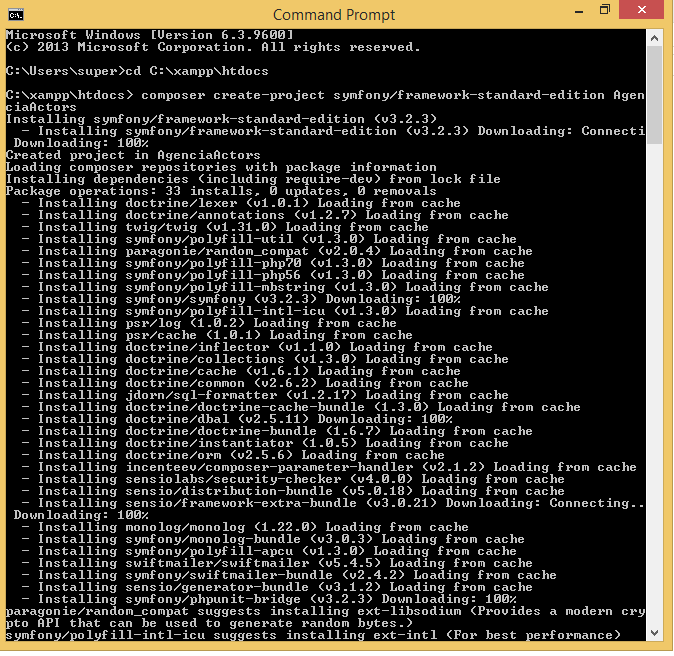 Command Prompt
Microsoft Windows [Version 6.3.9600]
(c) 2013 Microsoft Corporation. All rights reserved.
C:\Users\super>cd C:\xampp\htdocs
C:\xampp\htdocs> composer create-project symfony/framework-standard-edition Agen
ciaActors
Installing symfony/framework-standard-edition (v3.2.3)
  - Installing symfony/framework-standard-edition (v3.2.3) Downloading: Connecti
 Downloading: 100%
Created project in AgenciaActors
Loading composer repositories with package information
Installing dependencies (including require-dev) from lock file
Package operations: 33 installs, 0 updates, 0 removals
  - Installing doctrine/lexer (v1.0.1) Loading from cache
  - Installing doctrine/annotations (v1.2.7) Loading from cache
  - Installing twig/twig (v1.31.0) Loading from cache
  - Installing symfony/polyfill-util (v1.3.0) Loading from cache
  - Installing paragonie/random_compat (v2.0.4) Loading from cache
  - Installing symfony/polyfill-php70 (v1.3.0) Loading from cache
  - Installing symfony/polyfill-php56 (v1.3.0) Loading from cache
  - Installing symfony/polyfill-mbstring (v1.3.0) Loading from cache
  - Installing symfony/symfony (v3.2.3) Downloading: 100%
  - Installing symfony/polyfill-intl-icu (v1.3.0) Loading from cache
  - Installing psr/log (1.0.2) Loading from cache
  - Installing psr/cache (1.0.1) Loading from cache
  - Installing doctrine/inflector (v1.1.0) Loading from cache
  - Installing doctrine/collections (v1.3.0) Loading from cache
  - Installing doctrine/cache (v1.6.1) Loading from cache
  - Installing doctrine/common (v2.6.2) Loading from cache
  - Installing jdorn/sql-formatter (v1.2.17) Loading from cache
  - Installing doctrine/doctrine-cache-bundle (1.3.0) Loading from cache
  - Installing doctrine/dbal (v2.5.11) Downloading: 100%
  - Installing doctrine/doctrine-bundle (1.6.7) Loading from cache
  - Installing doctrine/instantiator (1.0.5) Loading from cache
  - Installing doctrine/orm (v2.5.6) Loading from cache
  - Installing incenteev/composer-parameter-handler (v2.1.2) Loading from cache
  - Installing sensiolabs/security-checker (v4.0.0) Loading from cache
  - Installing sensio/distribution-bundle (v5.0.18) Loading from cache
  - Installing sensio/framework-extra-bundle (v3.0.21) Downloading: Connecting..
 Downloading: 100%
  - Installing monolog/monolog (1.22.0) Loading from cache
  - Installing symfony/monolog-bundle (v3.0.3) Loading from cache
  - Installing symfony/polyfill-apcu (v1.3.0) Loading from cache
  - Installing swiftmailer/swiftmailer (v5.4.5) Loading from cache
  - Installing symfony/swiftmailer-bundle (v2.4.2) Loading from cache
  - Installing sensio/generator-bundle (v3.1.2) Loading from cache
  - Installing symfony/phpunit-bridge (v3.2.3) Downloading: 100%
paragonie/random_compat suggests installing ext-libsodium (Provides a modern cry
pto API that can be used to generate random bytes.)
symfony/polyfill-intl-icu suggests installing ext-intl (For best performance)